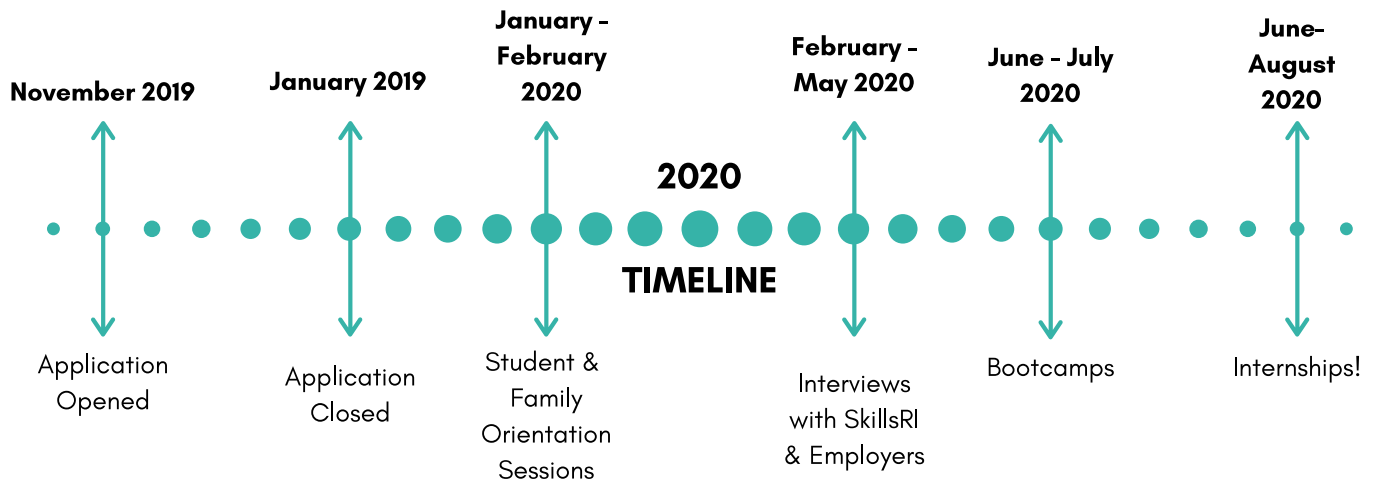 November 2019
Application
Opened
January 2019
Application
Closed
January -
February
2020
Student &
Family
Orientation
Sessions
2020
TIMELINE
February -
May 2020
Interviews
with SkillsRI
& Employers
June - July
2020
Bootcamps
June-
August
2020
Internships!